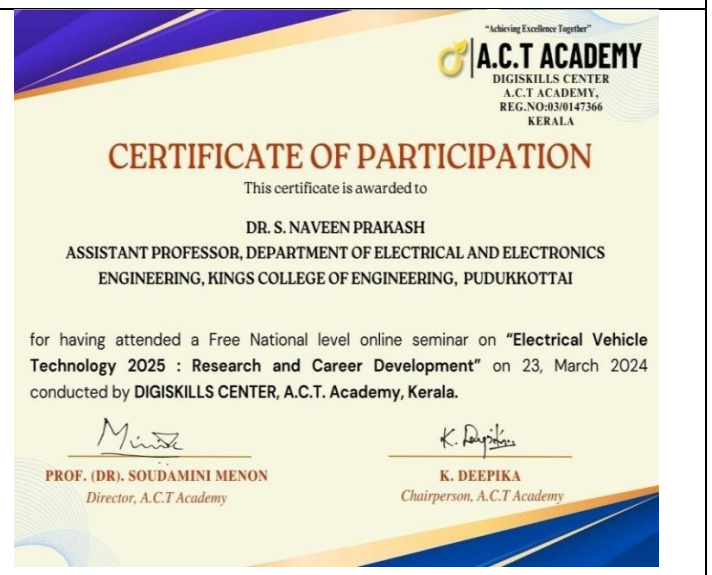 “Achieving Excellence Together”
A.C.T ACADEMY
DIGISKILLS CENTER
A.C.T ACADEMY,
REG.NO:03/0147366
KERALA
CERTIFICATE OF PARTICIPATION
This certificate is awarded to
DR. S. NAVEEN PRAKASH
ASSISTANT PROFESSOR, DEPARTMENT OF ELECTRICAL AND ELECTRONICS
ENGINEERING, KINGS COLLEGE OF ENGINEERING, PUDUKKOTTAI
for having attended a Free National level online seminar on “Electrical Vehicle
Technology 2025 : Research and Career Development” on 23, March 2024
conducted by DIGISKILLS CENTER, A.C.T. Academy, Kerala.
PROF. (DR). SOUDAMINI MENON
Director, A.C.T Academy
K. DEEPIKA
Chairperson, A.C.T Academy